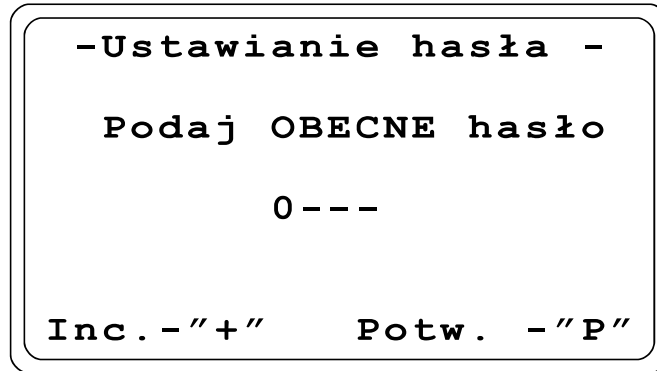 -Ustawianie hasła -
Podaj OBECNE hasło
0---
Inc.-"+" Potw. -"P"